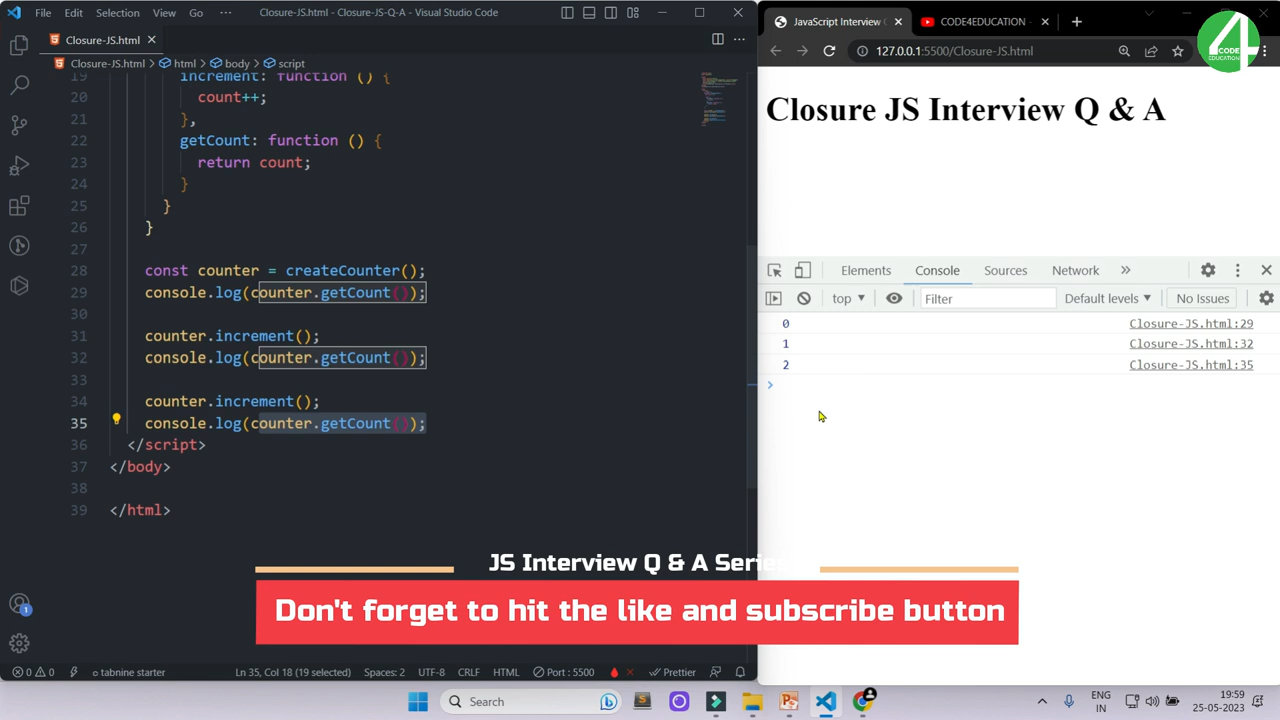 File Edit Selection View Go ··· Closure-JS.html - Closure-JS-Q-A - Visual Studio Code
Closure-JS.html
Closure-JS.html > html > body > script
19 increment: function () {
20 count++;
21 },
22 getCount: function () {
23 return count;
24 }
25 }
26 }
27
28 const counter = createCounter();
29 console.log(counter.getCount());
30
31 counter.increment();
32 console.log(counter.getCount());
33
34 counter.increment();
35 console.log(counter.getCount());
36 </script>
37 </body>
38
39 </html>
1
0 0 tabnine starter Ln 35, Col 18 (19 selected) Spaces: 2 UTF-8 CRLF HTML Port : 5500 Prettier
JavaScript Interview Q CODE4EDUCATION -
127.0.0.1:5500/Closure-JS.html
4
CODE
EDUCATION
Closure JS Interview Q & A
Elements Console Sources Network
top Filter Default levels No Issues
0 Closure-JS.html:29
1 Closure-JS.html:32
2 Closure-JS.html:35
JS Interview Q & A Series
Don't forget to hit the like and subscribe button
Search
ENG
IN
19:59
25-05-2023